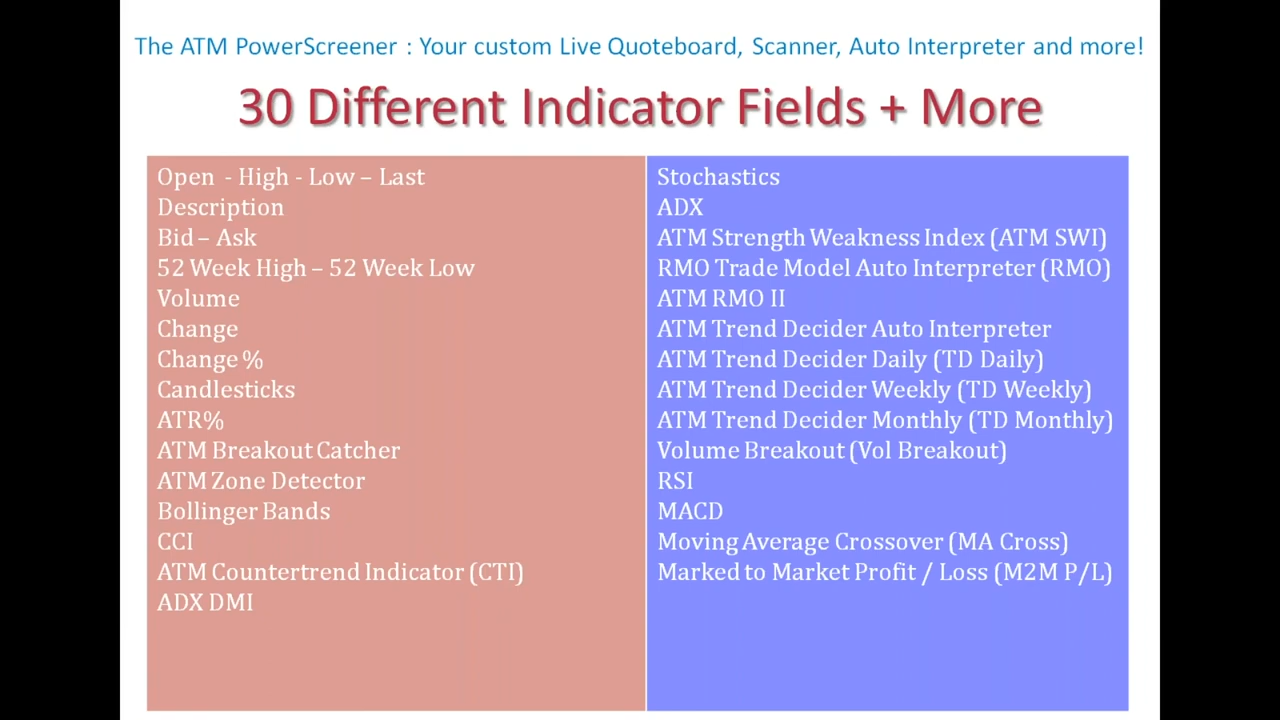 The ATM PowerScreener : Your custom Live Quoteboard, Scanner, Auto Interpreter and more!
30 Different Indicator Fields + More
Open - High - Low – Last
Description
Bid – Ask
52 Week High – 52 Week Low
Volume
Change
Change %
Candlesticks
ATR%
ATM Breakout Catcher
ATM Zone Detector
Bollinger Bands
CCI
ATM Countertrend Indicator (CTI)
ADX DMI
Stochastics
ADX
ATM Strength Weakness Index (ATM SWI)
RMO Trade Model Auto Interpreter (RMO)
ATM RMO II
ATM Trend Decider Auto Interpreter
ATM Trend Decider Daily (TD Daily)
ATM Trend Decider Weekly (TD Weekly)
ATM Trend Decider Monthly (TD Monthly)
Volume Breakout (Vol Breakout)
RSI
MACD
Moving Average Crossover (MA Cross)
Marked to Market Profit / Loss (M2M P/L)